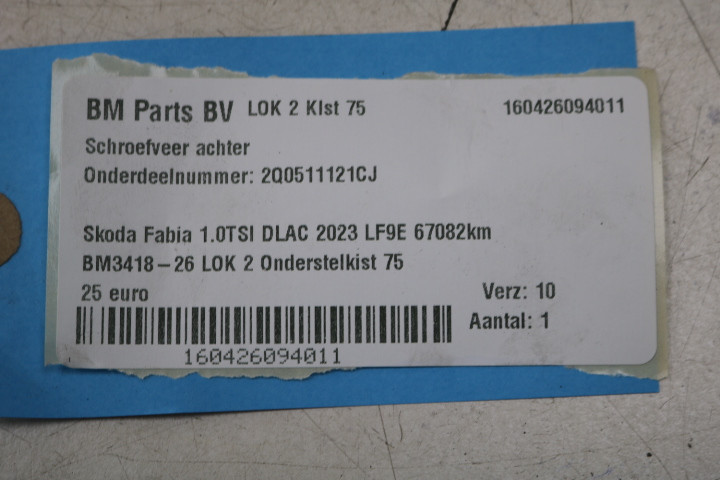 BM Parts BV LOK 2 Klst 75 160426094011
Schroefveer achter
Onderdeelnummer: 2Q0511121CJ
Skoda Fabia 1.0TSI DLAC 2023 LF9E 67082km
BM3418-26 LOK 2 Onderstelkist 75
25 euro Verz: 10
Aantal: 1
160426094011